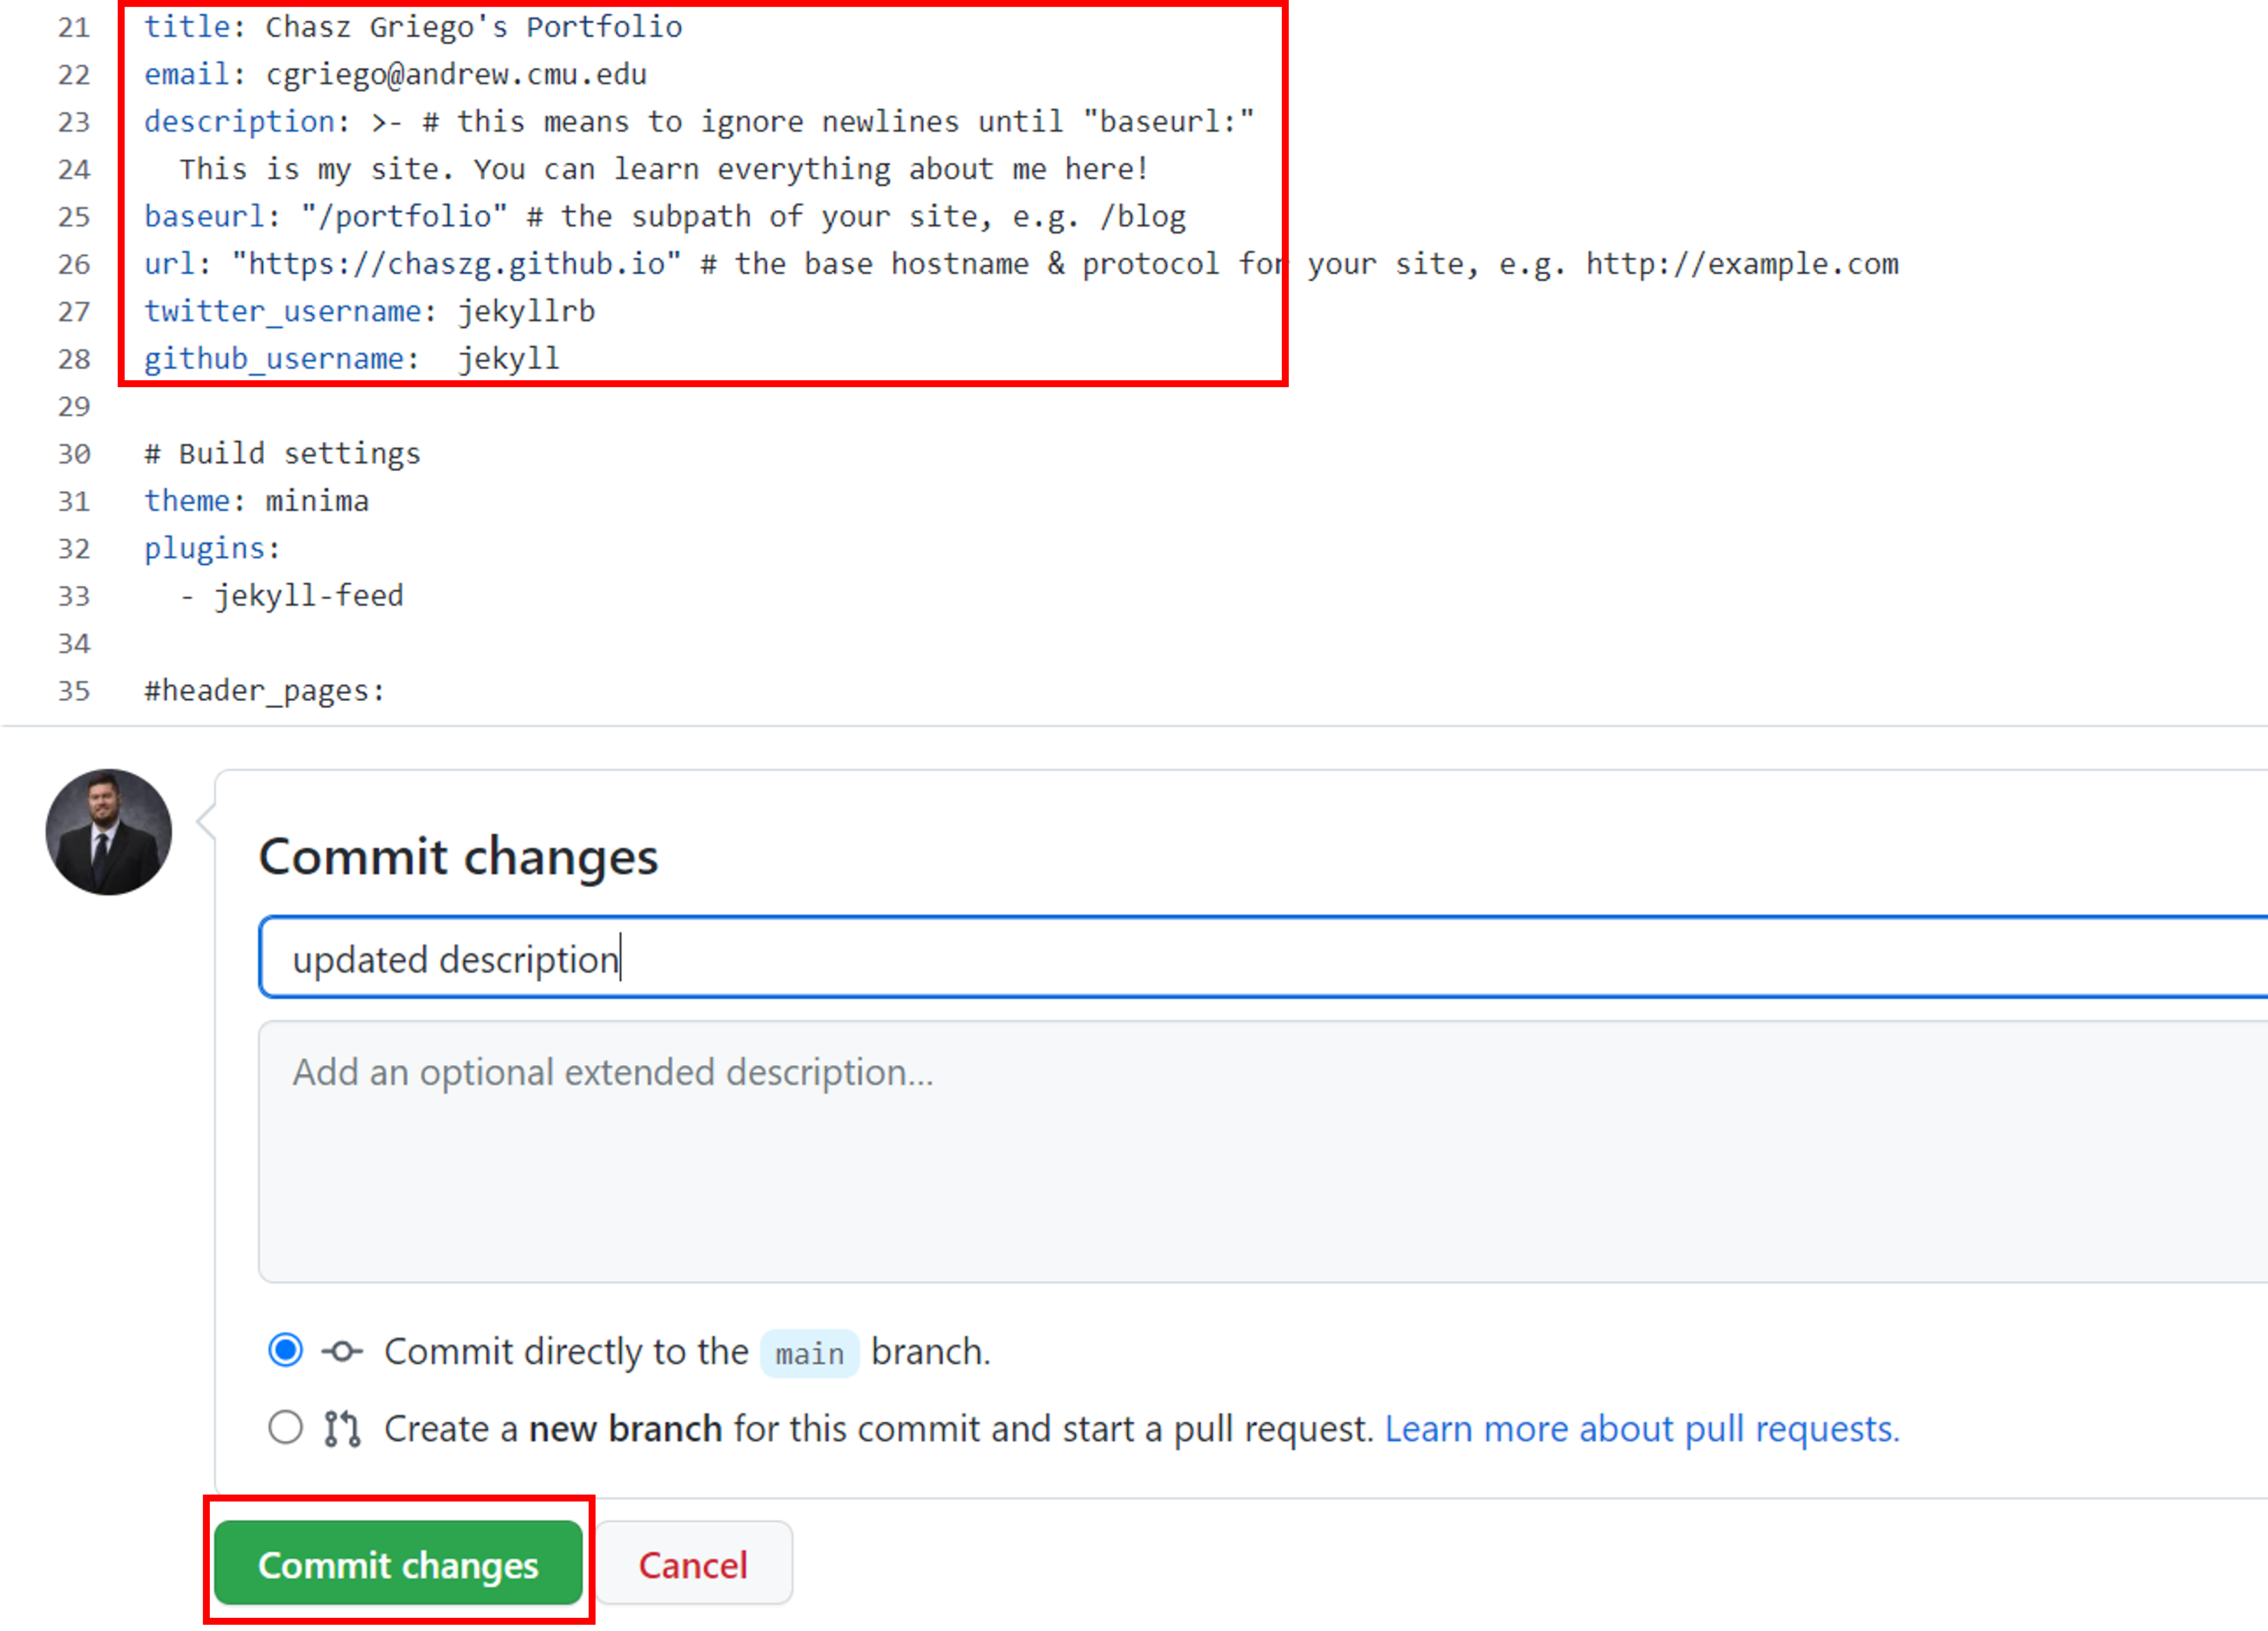 21 title: Chasz Griego's Portfolio
22 email: cgriego@andrew.cmu.edu
23 description: >- # this means to ignore newlines until "baseurl:"
24   This is my site. You can learn everything about me here!
25 baseurl: "/portfolio" # the subpath of your site, e.g. /blog
26 url: "https://chaszg.github.io" # the base hostname & protocol for your site, e.g. http://example.com
27 twitter_username: jekyllrb
28 github_username:  jekyll
29
30 # Build settings
31 theme: minima
32 plugins:
33   - jekyll-feed
34
35 #header_pages:
Commit changes
updated description
Add an optional extended description...
Commit directly to the main branch.
Create a new branch for this commit and start a pull request. Learn more about pull requests.
Commit changes Cancel